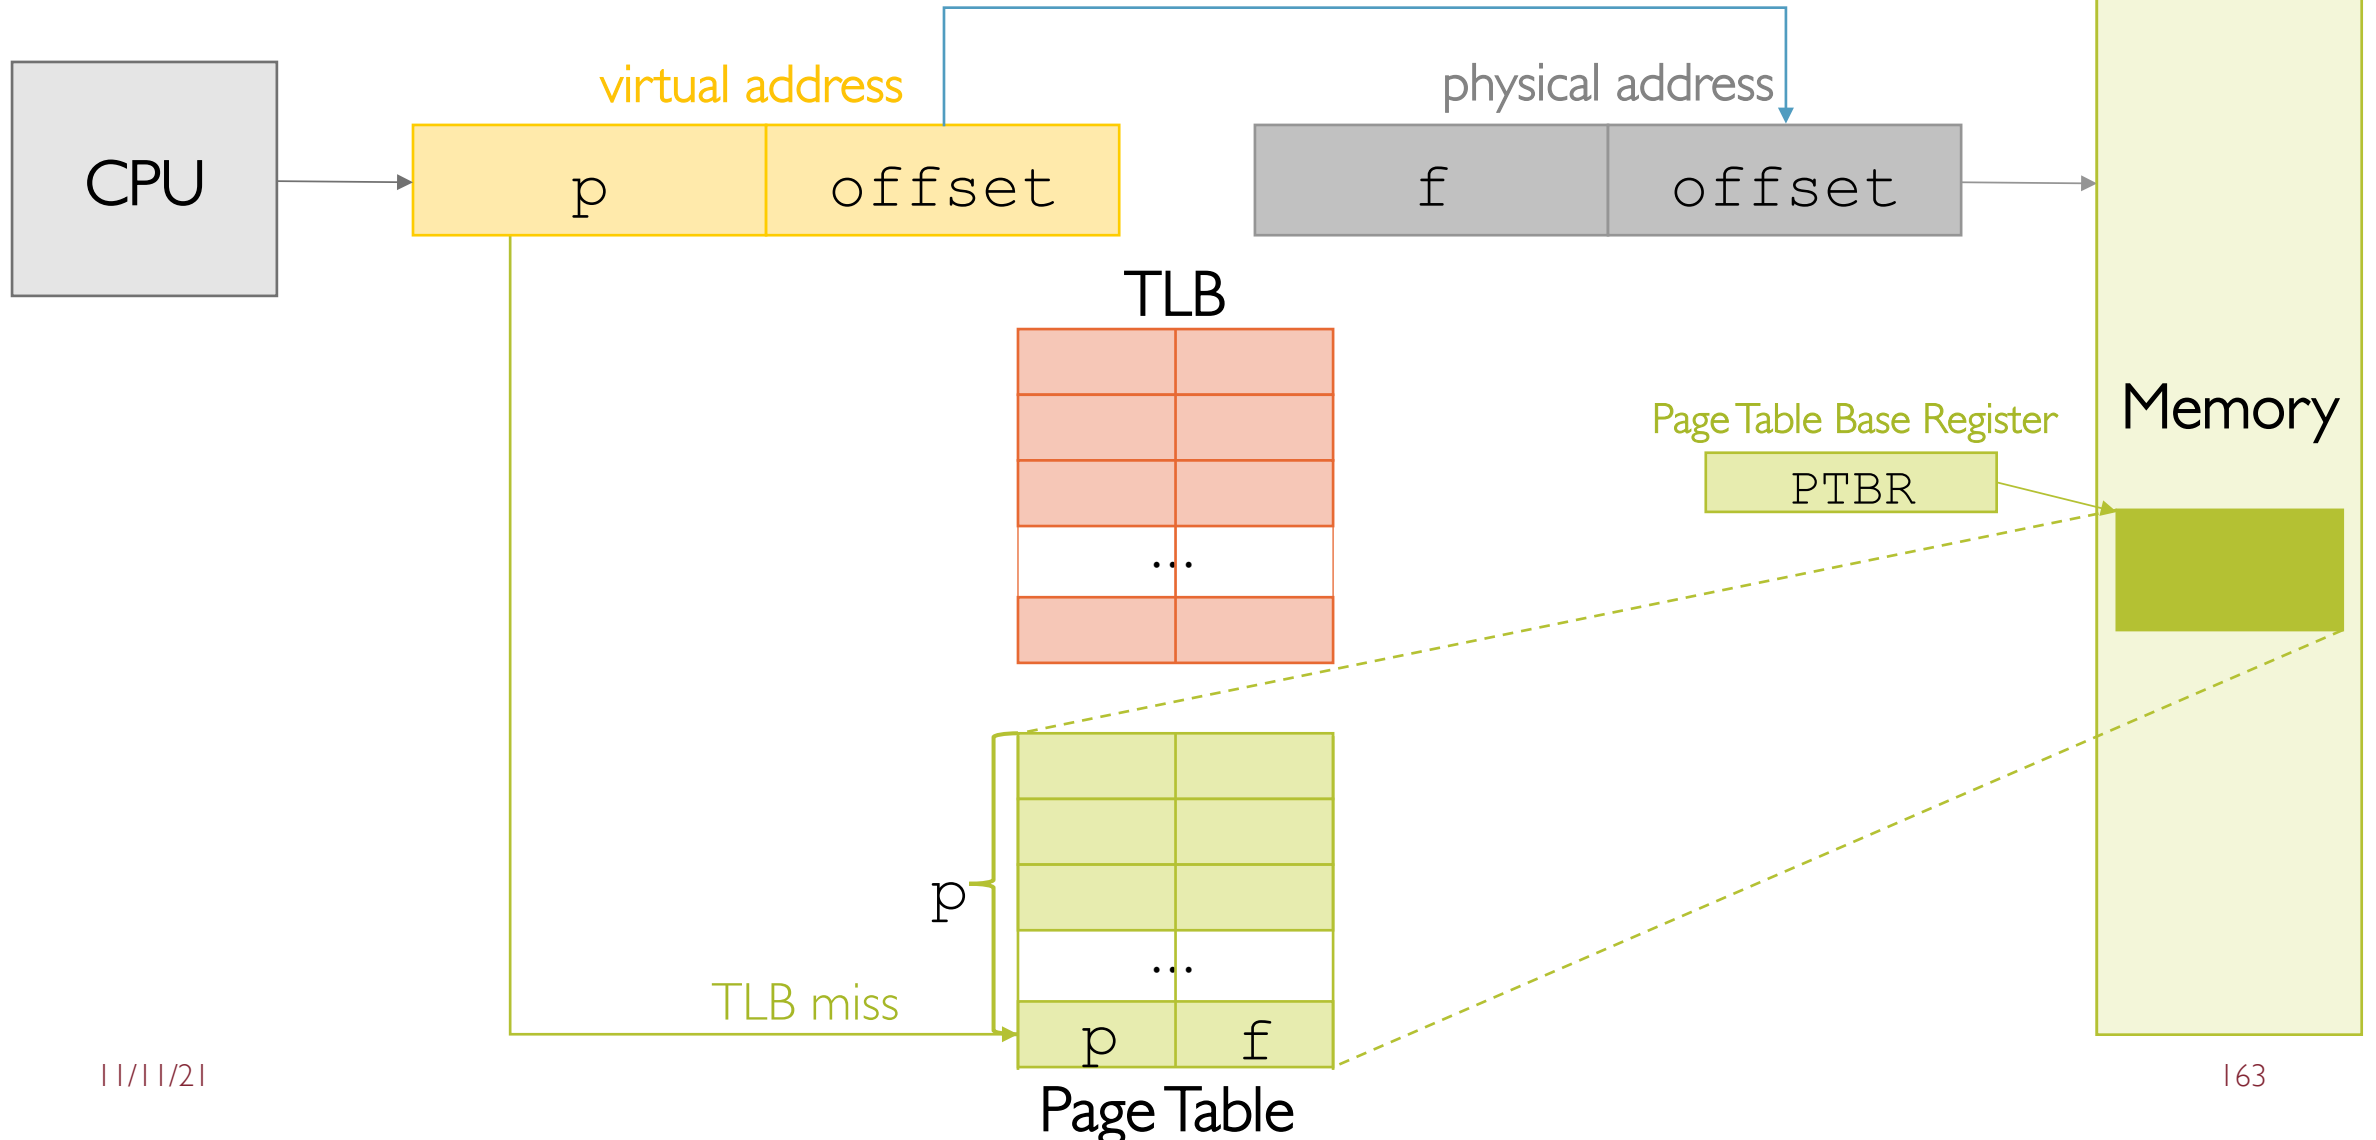 virtual address
physical address
CPU
p
offset
f
offset
TLB
Page Table Base Register
Memory
PTBR
...
p
...
TLB miss
p
f
Page Table
11/11/21
163